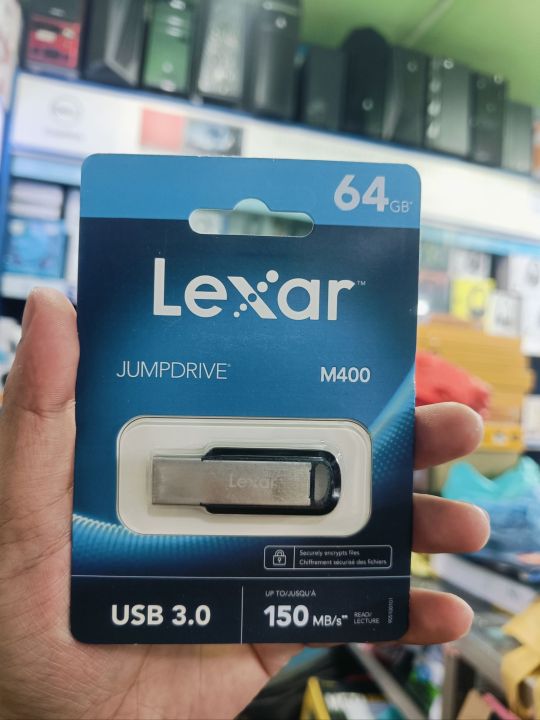 64GB*
Lexar™
JUMPDRIVE®
M400
Lexar
Securely encrypts files
Chiffrement sécurisé des fichiers
USB 3.0
UP TO/JUSQU'À
150 MB/s**
READ/
LECTURE